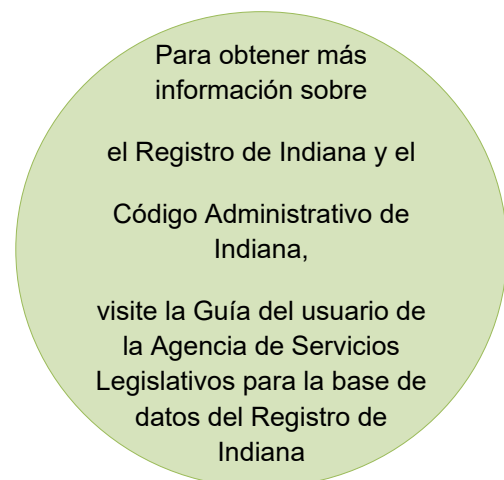 Para obtener más
información sobre
el Registro de Indiana y el
Código Administrativo de
Indiana,
visite la Guía del usuario de
la Agencia de Servicios
Legislativos para la base de
datos del Registro de
Indiana